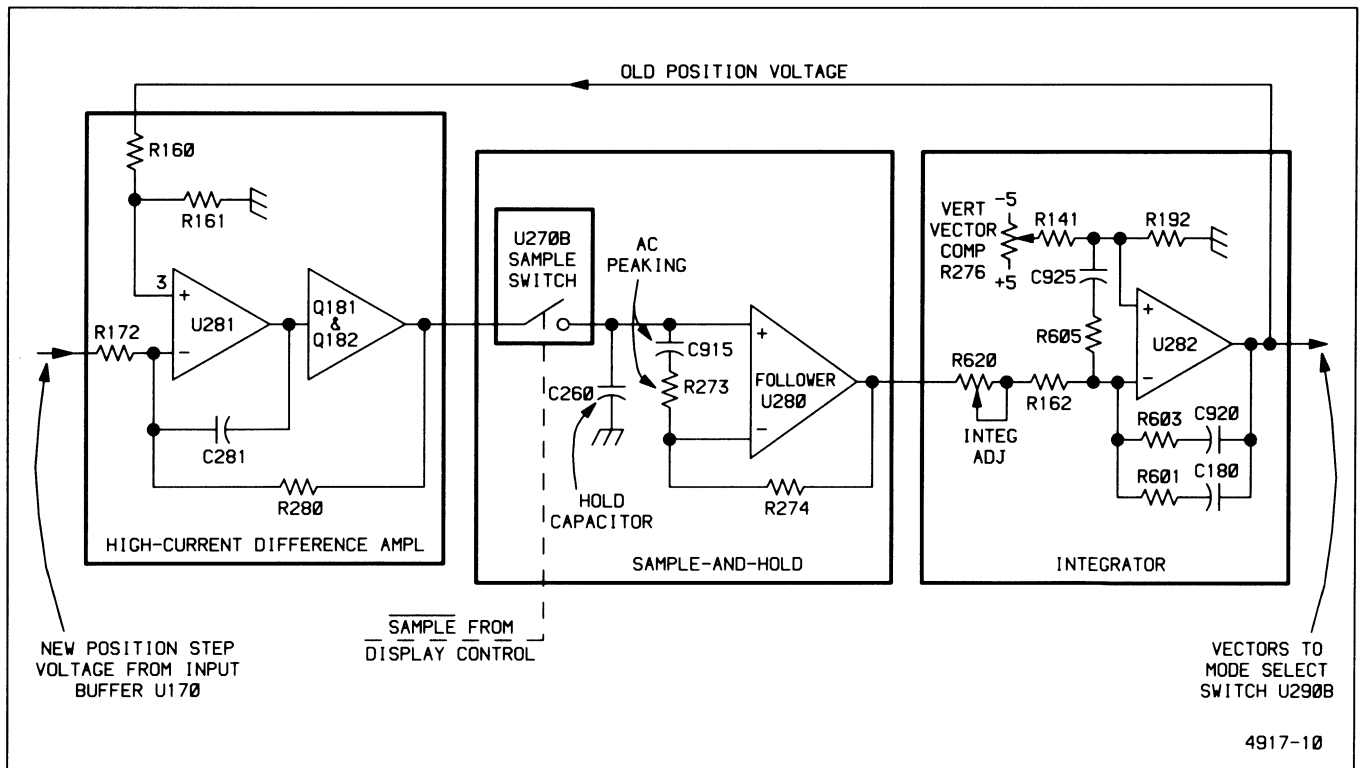 OLD POSITION VOLTAGE
R160
R161
3
+
U281
-
R172
C281
R280
Q181
&
Q182
HIGH-CURRENT DIFFERENCE AMPL
NEW POSITION STEP
VOLTAGE FROM INPUT
BUFFER U170
U270B
SAMPLE
SWITCH
AC
PEAKING
C915
R273
C260
HOLD
CAPACITOR
+
FOLLOWER
U280
-
R274
SAMPLE-AND-HOLD
SAMPLE FROM
DISPLAY CONTROL
VERT
VECTOR
COMP
R276
-5
+5
R141
R192
C925
R605
R620
INTEG
ADJ
R162
+
U282
-
R603
C920
R601
C180
INTEGRATOR
VECTORS TO
MODE SELECT
SWITCH U290B
4917-10